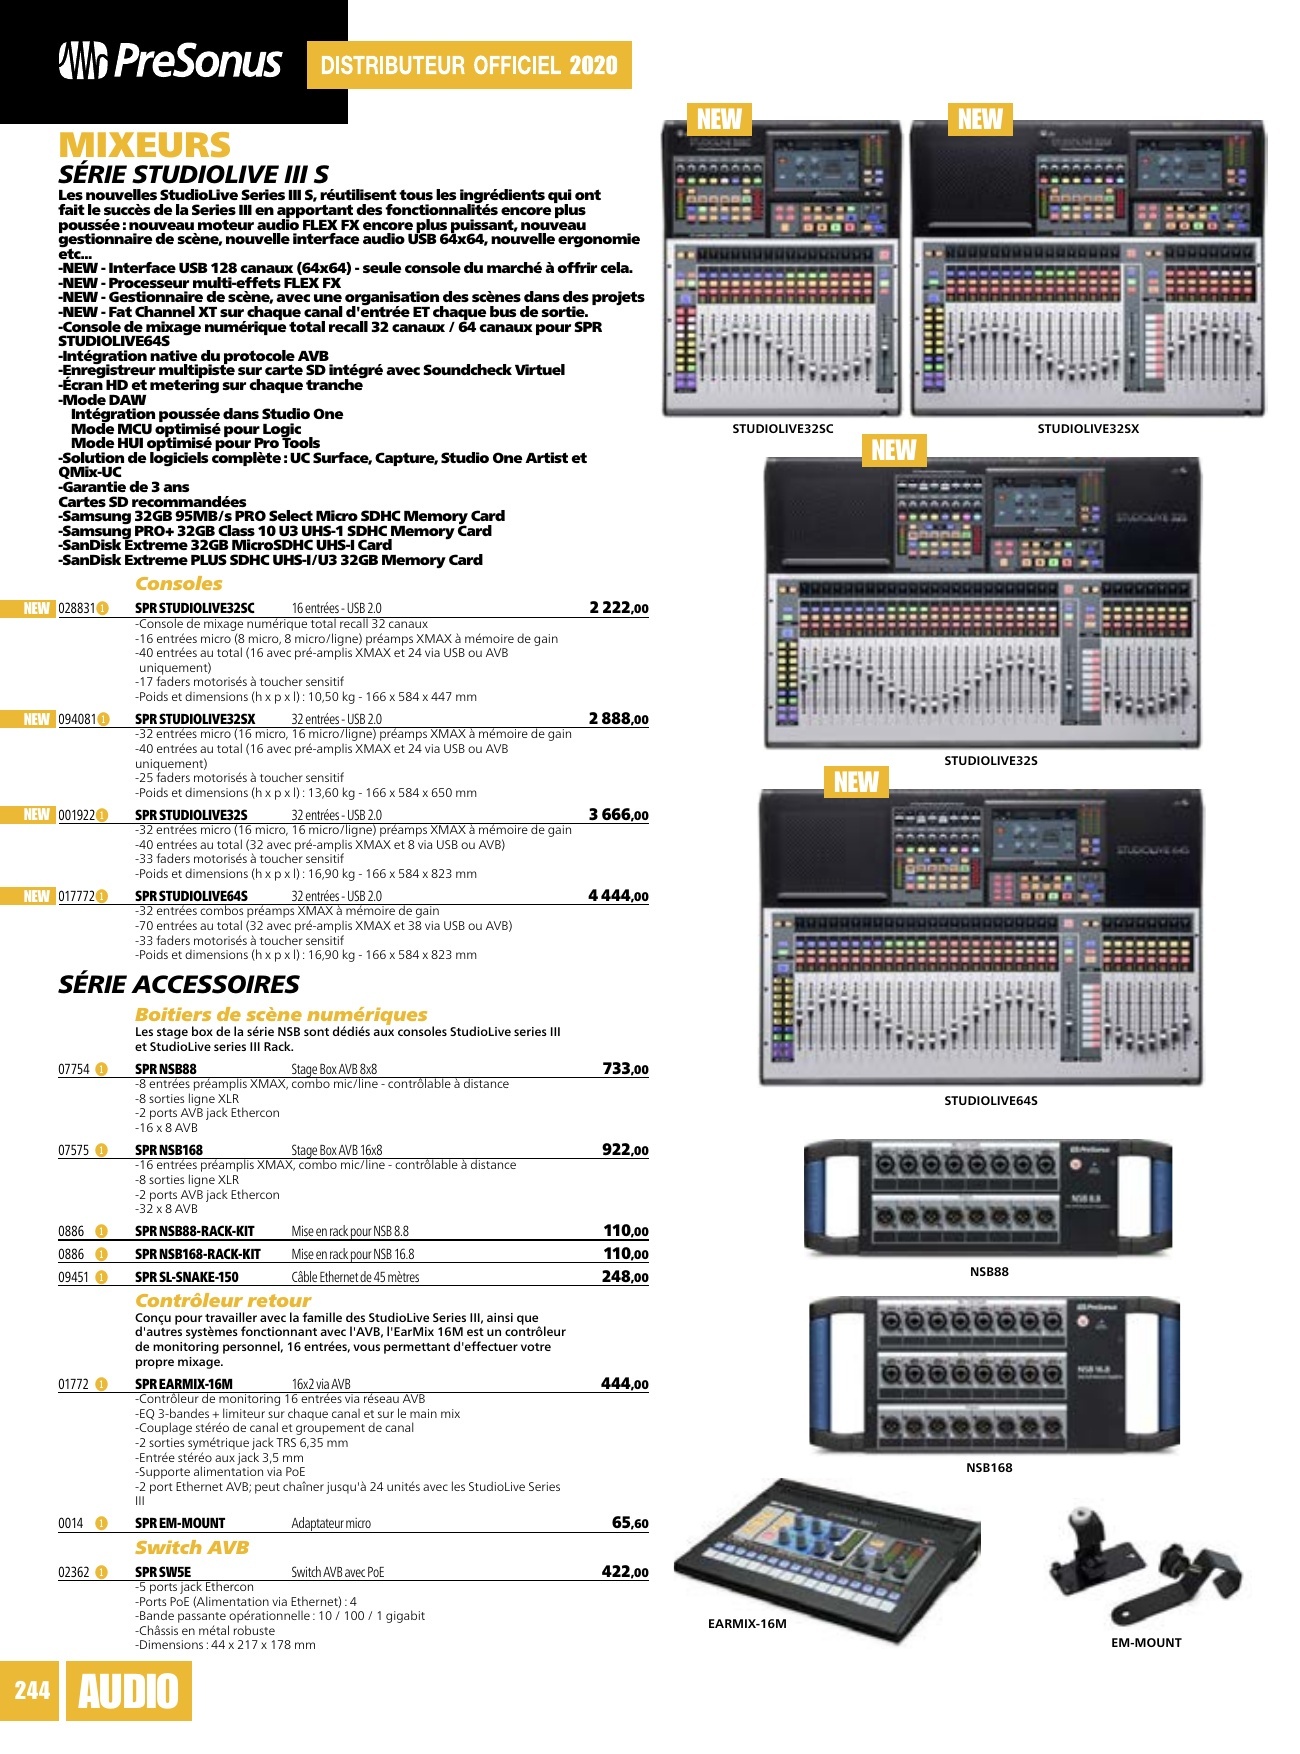 PreSonus
DISTRIBUTEUR OFFICIEL 2020
MIXEURS
SÉRIE STUDIOLIVE III S
Les nouvelles StudioLive Series III S, réutilisent tous les ingrédients qui ont
fait le succès de la Series III en apportant des fonctionnalités encore plus
poussée : nouveau moteur audio FLEX FX encore plus puissant, nouveau
gestionnaire de scène, nouvelle interface audio USB 64x64, nouvelle ergonomie
etc...
-NEW - Interface USB 128 canaux (64x64) - seule console du marché à offrir cela.
-NEW - Processeur multi-effets FLEX FX
-NEW - Gestionnaire de scène, avec une organisation des scènes dans des projets
-NEW - Fat Channel XT sur chaque canal d'entrée ET chaque bus de sortie.
-Console de mixage numérique total recall 32 canaux / 64 canaux pour SPR
STUDIOLIVE64S
-Intégration native du protocole AVB
-Enregistreur multipiste sur carte SD intégré avec Soundcheck Virtuel
-Écran HD et metering sur chaque tranche
-Mode DAW
Intégration poussée dans Studio One
Mode MCU optimisé pour Logic
Mode HUI optimisé pour Pro Tools
-Solution de logiciels complète : UC Surface, Capture, Studio One Artist et
QMix-UC
-Garantie de 3 ans
Cartes SD recommandées
-Samsung 32GB 95MB/s PRO Select Micro SDHC Memory Card
-Samsung PRO+ 32GB Class 10 U3 UHS-1 SDHC Memory Card
-SanDisk Extreme 32GB MicroSDHC UHS-I Card
-SanDisk Extreme PLUS SDHC UHS-I/U3 32GB Memory Card
Consoles
NEW 028831 1 SPR STUDIOLIVE32SC 16 entrées - USB 2.0 2 222,00
-Console de mixage numérique total recall 32 canaux
-16 entrées micro (8 micro, 8 micro/ligne) préamps XMAX à mémoire de gain
-40 entrées au total (16 avec pré-amplis XMAX et 24 via USB ou AVB
uniquement)
-17 faders motorisés à toucher sensitif
-Poids et dimensions (h x p x l) : 10,50 kg - 166 x 584 x 447 mm
NEW 094081 1 SPR STUDIOLIVE32SX 32 entrées - USB 2.0 2 888,00
-32 entrées micro (16 micro, 16 micro/ligne) préamps XMAX à mémoire de gain
-40 entrées au total (16 avec pré-amplis XMAX et 24 via USB ou AVB
uniquement)
-25 faders motorisés à toucher sensitif
-Poids et dimensions (h x p x l) : 13,60 kg - 166 x 584 x 650 mm
NEW 001922 1 SPR STUDIOLIVE32S 32 entrées - USB 2.0 3 666,00
-32 entrées micro (16 micro, 16 micro/ligne) préamps XMAX à mémoire de gain
-40 entrées au total (32 avec pré-amplis XMAX et 8 via USB ou AVB)
-33 faders motorisés à toucher sensitif
-Poids et dimensions (h x p x l) : 16,90 kg - 166 x 584 x 823 mm
NEW 017772 1 SPR STUDIOLIVE64S 32 entrées - USB 2.0 4 444,00
-32 entrées combos préamps XMAX à mémoire de gain
-70 entrées au total (32 avec pré-amplis XMAX et 38 via USB ou AVB)
-33 faders motorisés à toucher sensitif
-Poids et dimensions (h x p x l) : 16,90 kg - 166 x 584 x 823 mm
SÉRIE ACCESSOIRES
Boitiers de scène numériques
Les stage box de la série NSB sont dédiés aux consoles StudioLive series III
et StudioLive series III Rack.
07754 1 SPR NSB88 Stage Box AVB 8x8 733,00
-8 entrées préamplis XMAX, combo mic/line - contrôlable à distance
-8 sorties ligne XLR
-2 ports AVB jack Ethercon
-16 x 8 AVB
07575 1 SPR NSB168 Stage Box AVB 16x8 922,00
-16 entrées préamplis XMAX, combo mic/line - contrôlable à distance
-8 sorties ligne XLR
-2 ports AVB jack Ethercon
-32 x 8 AVB
0886 1 SPR NSB88-RACK-KIT Mise en rack pour NSB 8.8 110,00
0886 1 SPR NSB168-RACK-KIT Mise en rack pour NSB 16.8 110,00
09451 1 SPR SL-SNAKE-150 Câble Ethernet de 45 mètres 248,00
Contrôleur retour
Conçu pour travailler avec la famille des StudioLive Series III, ainsi que
d'autres systèmes fonctionnant avec l'AVB, l'EarMix 16M est un contrôleur
de monitoring personnel, 16 entrées, vous permettant d'effectuer votre
propre mixage.
01772 1 SPR EARMIX-16M 16x2 via AVB 444,00
-Contrôleur de monitoring 16 entrées via réseau AVB
-EQ 3-bandes + limiteur sur chaque canal et sur le main mix
-Couplage stéréo de canal et groupement de canal
-2 sorties symétrique jack TRS 6,35 mm
-Entrée stéréo aux jack 3,5 mm
-Supporte alimentation via PoE
-2 port Ethernet AVB; peut chaîner jusqu'à 24 unités avec les StudioLive Series
III
0014 1 SPR EM-MOUNT Adaptateur micro 65,60
Switch AVB
02362 1 SPR SW5E Switch AVB avec PoE 422,00
-5 ports jack Ethercon
-Ports PoE (Alimentation via Ethernet) : 4
-Bande passante opérationnelle : 10 / 100 / 1 gigabit
-Châssis en métal robuste
-Dimensions : 44 x 217 x 178 mm
244 AUDIO
NEW
NEW
STUDIOLIVE32SC
STUDIOLIVE32SX
NEW
STUDIOLIVE 32S
STUDIOLIVE32S
NEW
STUDIOLIVE 64S
STUDIOLIVE64S
PreSonus
NSB 8.8
NSB88
PreSonus
NSB 16.8
NSB168
EARMIX-16M
EM-MOUNT